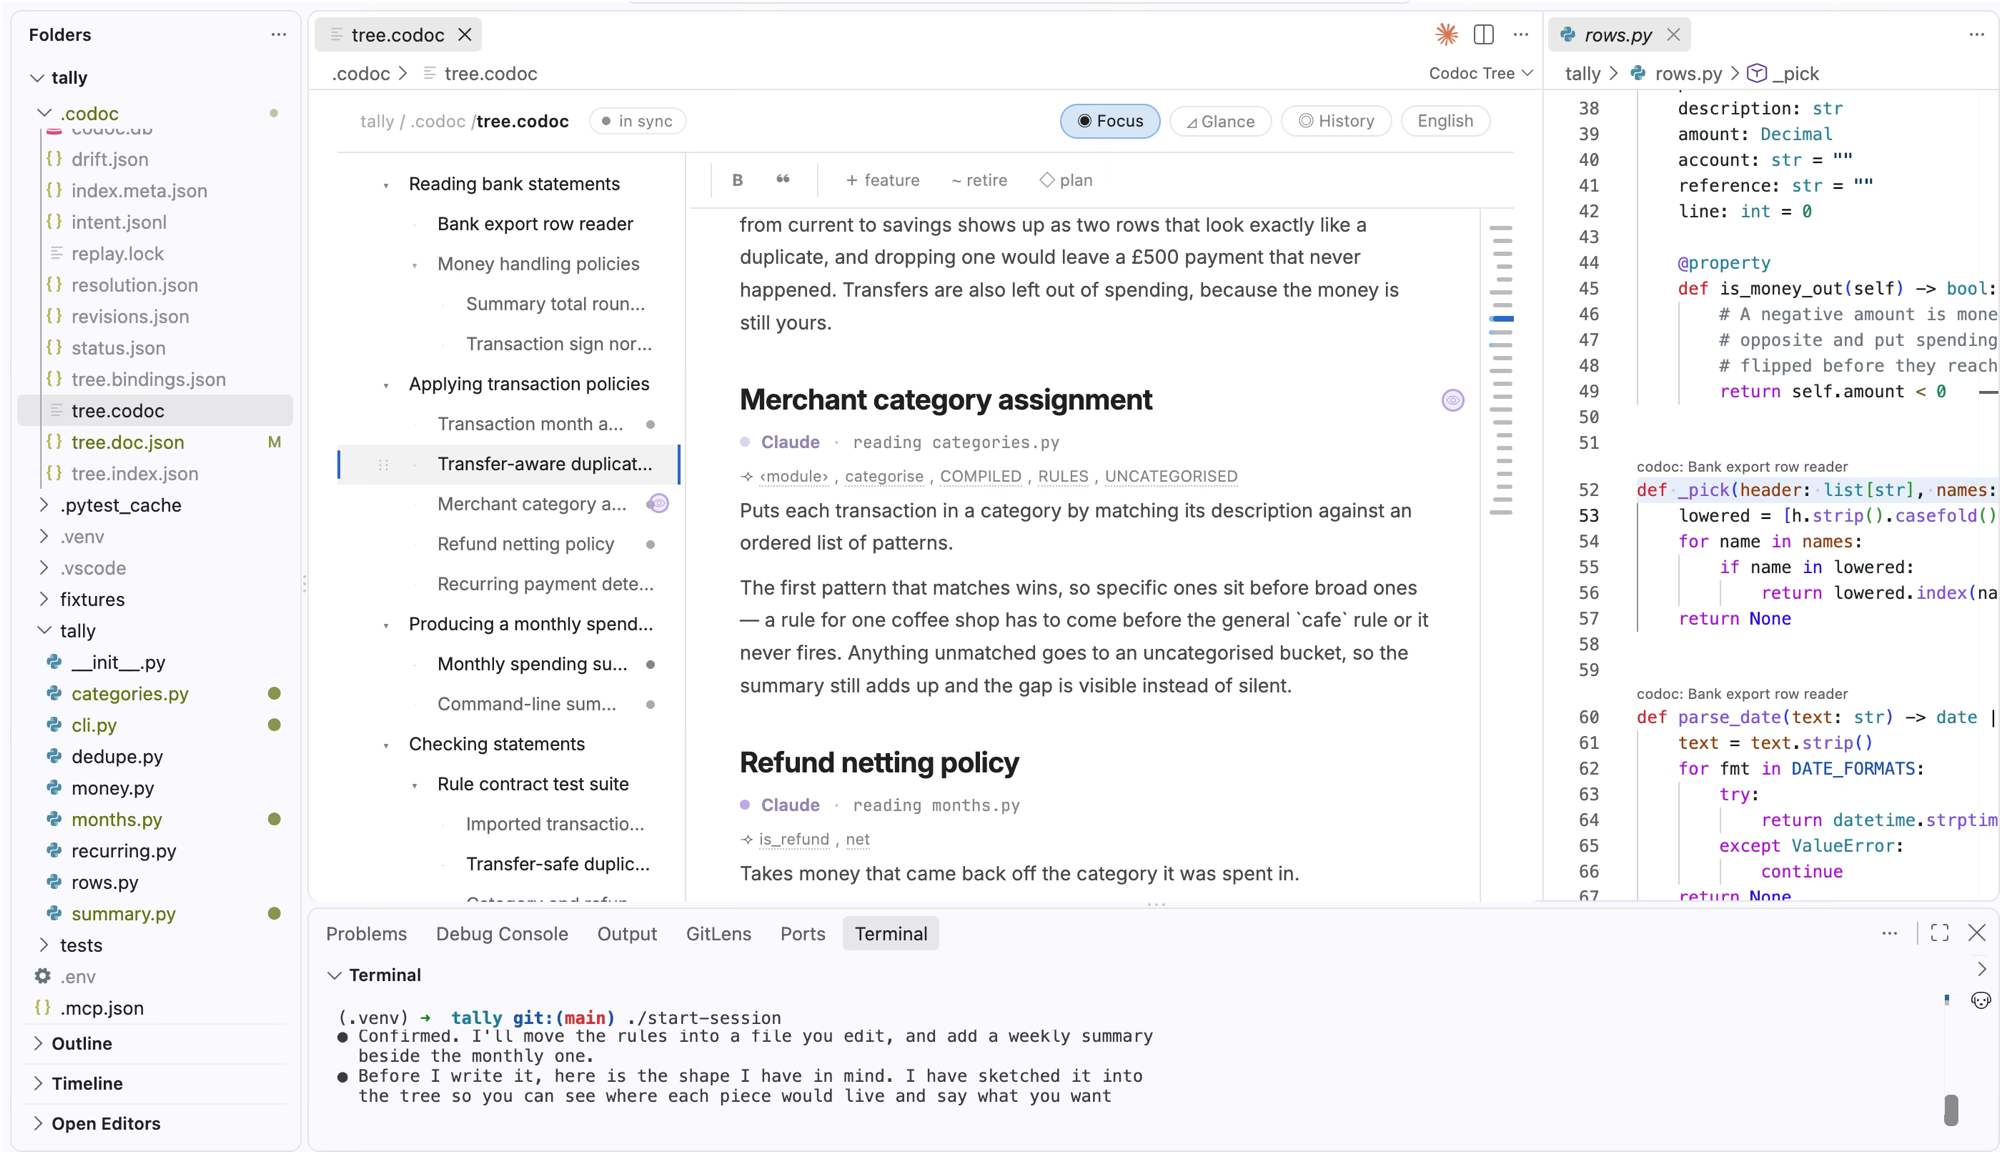 Folders
tally
.codoc
codoc.db
drift.json
index.meta.json
intent.jsonl
replay.lock
resolution.json
revisions.json
status.json
tree.bindings.json
tree.codoc
tree.doc.json M
tree.index.json
.pytest_cache
.venv
.vscode
fixtures
tally
__init__.py
categories.py
cli.py
dedupe.py
money.py
months.py
recurring.py
rows.py
summary.py
tests
.env
.mcp.json
Outline
Timeline
Open Editors
tree.codoc
.codoc > tree.codoc
Codoc Tree
tally / .codoc /tree.codoc
in sync
Focus
Glance
History
English
Reading bank statements
Bank export row reader
Money handling policies
Summary total roun...
Transaction sign nor...
Applying transaction policies
Transaction month a...
Transfer-aware duplicat...
Merchant category a...
Refund netting policy
Recurring payment dete...
Producing a monthly spend...
Monthly spending su...
Command-line sum...
Checking statements
Rule contract test suite
Imported transactio...
Transfer-safe duplic...
B “ + feature ~ retire ◇ plan
from current to savings shows up as two rows that look exactly like a
duplicate, and dropping one would leave a £500 payment that never
happened. Transfers are also left out of spending, because the money is
still yours.
Merchant category assignment
Claude · reading categories.py
‹module› , categorise , COMPILED , RULES , UNCATEGORISED
Puts each transaction in a category by matching its description against an
ordered list of patterns.
The first pattern that matches wins, so specific ones sit before broad ones
— a rule for one coffee shop has to come before the general `cafe` rule or it
never fires. Anything unmatched goes to an uncategorised bucket, so the
summary still adds up and the gap is visible instead of silent.
Refund netting policy
Claude · reading months.py
is_refund , net
Takes money that came back off the category it was spent in.
rows.py
tally > rows.py > _pick
38 description: str
39 amount: Decimal
40 account: str = ""
41 reference: str = ""
42 line: int = 0
43
44 @property
45 def is_money_out(self) -> bool:
46 # A negative amount is mone
47 # opposite and put spending
48 # flipped before they reach
49 return self.amount < 0
50
51
codoc: Bank export row reader
52 def _pick(header: list[str], names:
53 lowered = [h.strip().casefold()
54 for name in names:
55 if name in lowered:
56 return lowered.index(na
57 return None
58
59
codoc: Bank export row reader
60 def parse_date(text: str) -> date |
61 text = text.strip()
62 for fmt in DATE_FORMATS:
63 try:
64 return datetime.strptim
65 except ValueError:
66 continue
67 return None
Problems Debug Console Output GitLens Ports Terminal
Terminal
(.venv) ➜ tally git:(main) ./start-session
● Confirmed. I'll move the rules into a file you edit, and add a weekly summary
beside the monthly one.
● Before I write it, here is the shape I have in mind. I have sketched it into
the tree so you can see where each piece would live and say what you want